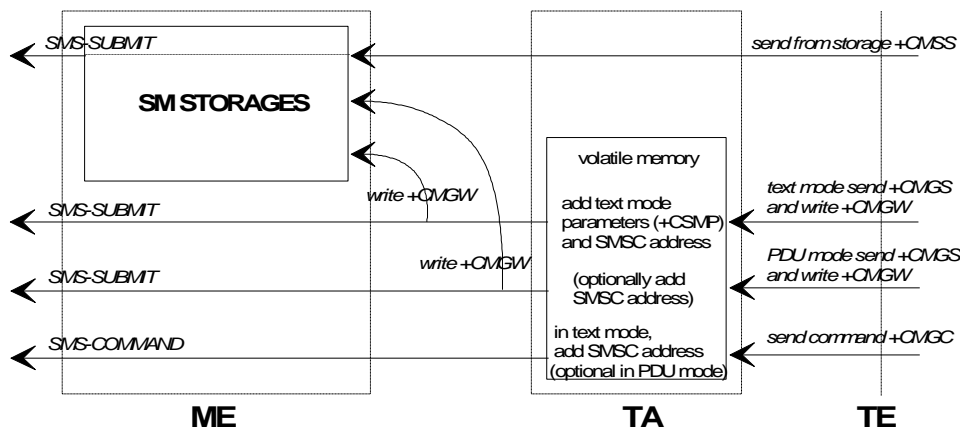 SMS-SUBMIT
send from storage +CMSS
SM STORAGES
volatile memory
write +CMGW
text mode send +CMGS
and write +CMGW
SMS-SUBMIT
add text mode
parameters (+CSMP)
and SMSC address
write +CMGW
PDU mode send +CMGS
and write +CMGW
SMS-SUBMIT
(optionally add
SMSC address)
SMS-COMMAND
in text mode,
add SMSC address
(optional in PDU mode)
send command +CMGC
ME
TA
TE